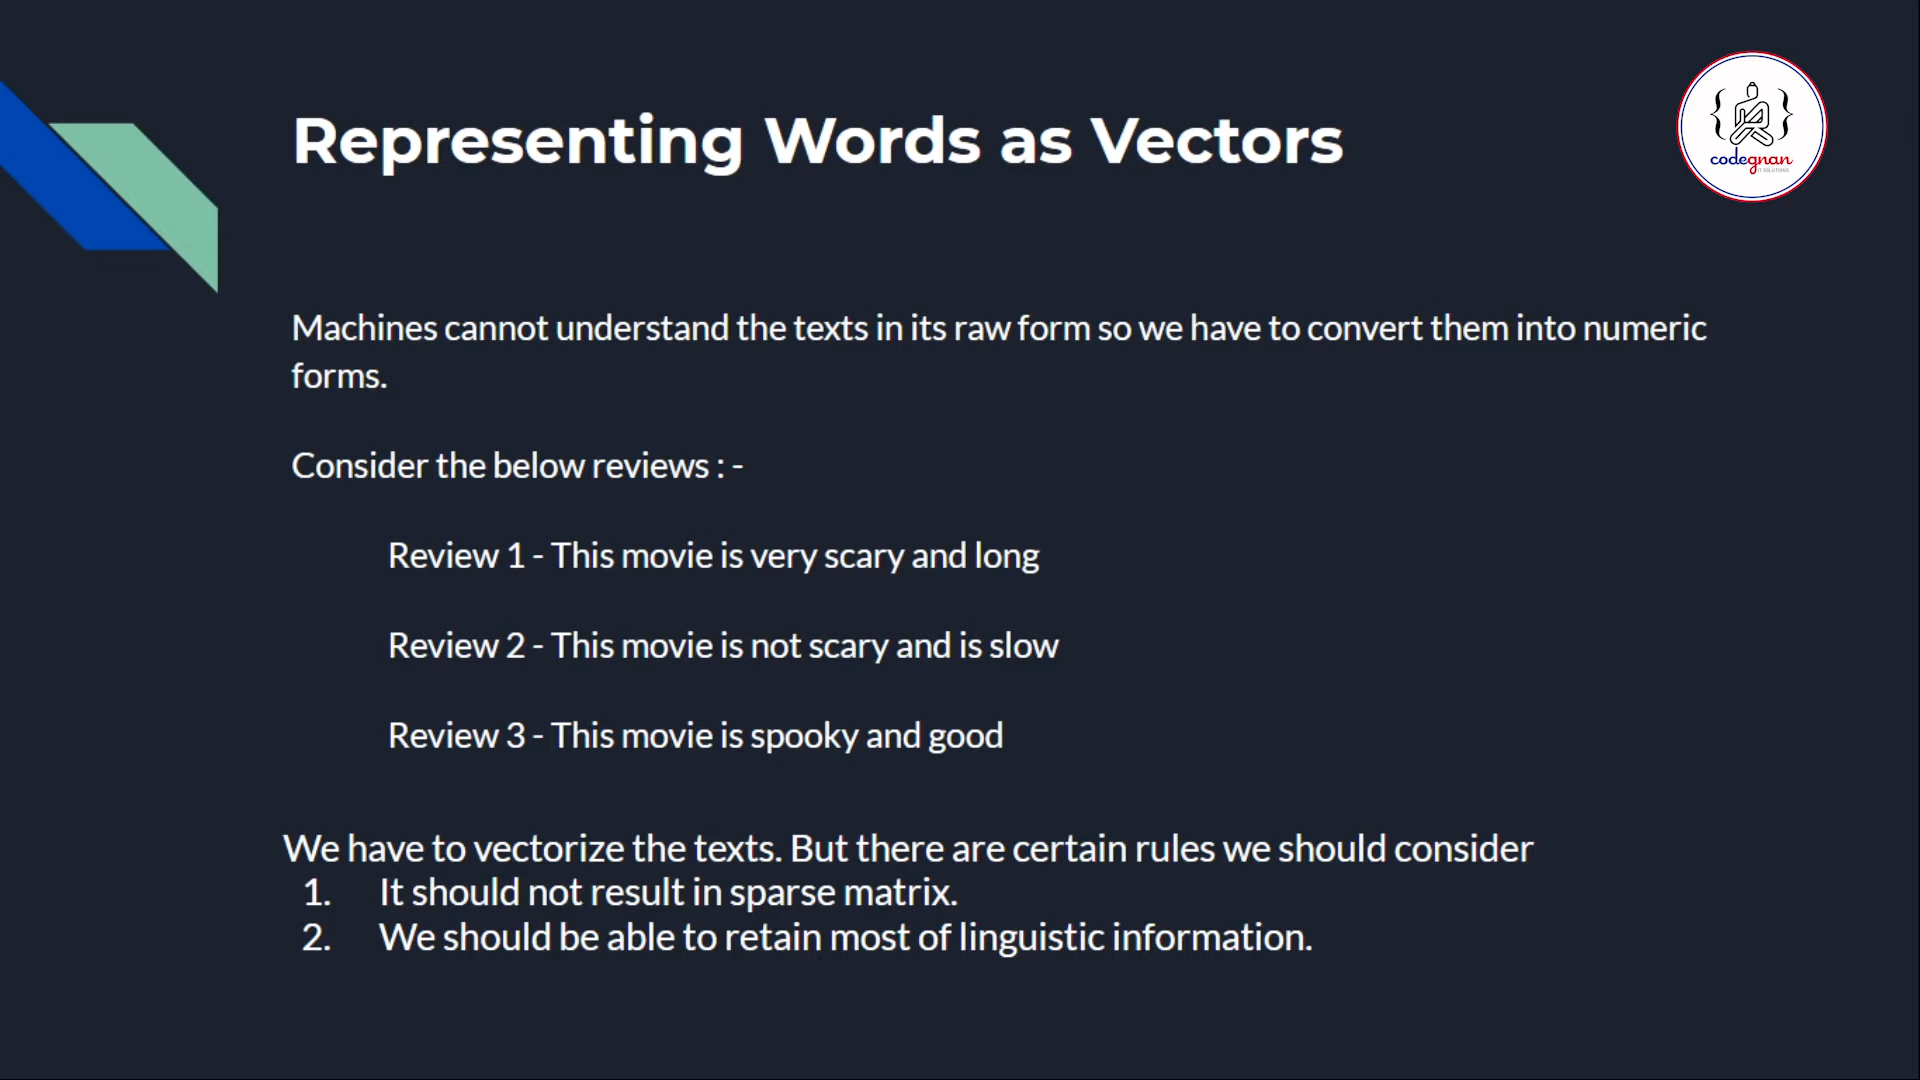 Representing Words as Vectors
{ }
codegnan
IT SOLUTIONS
Machines cannot understand the texts in its raw form so we have to convert them into numeric
forms.
Consider the below reviews : -
Review 1 - This movie is very scary and long
Review 2 - This movie is not scary and is slow
Review 3 - This movie is spooky and good
We have to vectorize the texts. But there are certain rules we should consider
1. It should not result in sparse matrix.
2. We should be able to retain most of linguistic information.